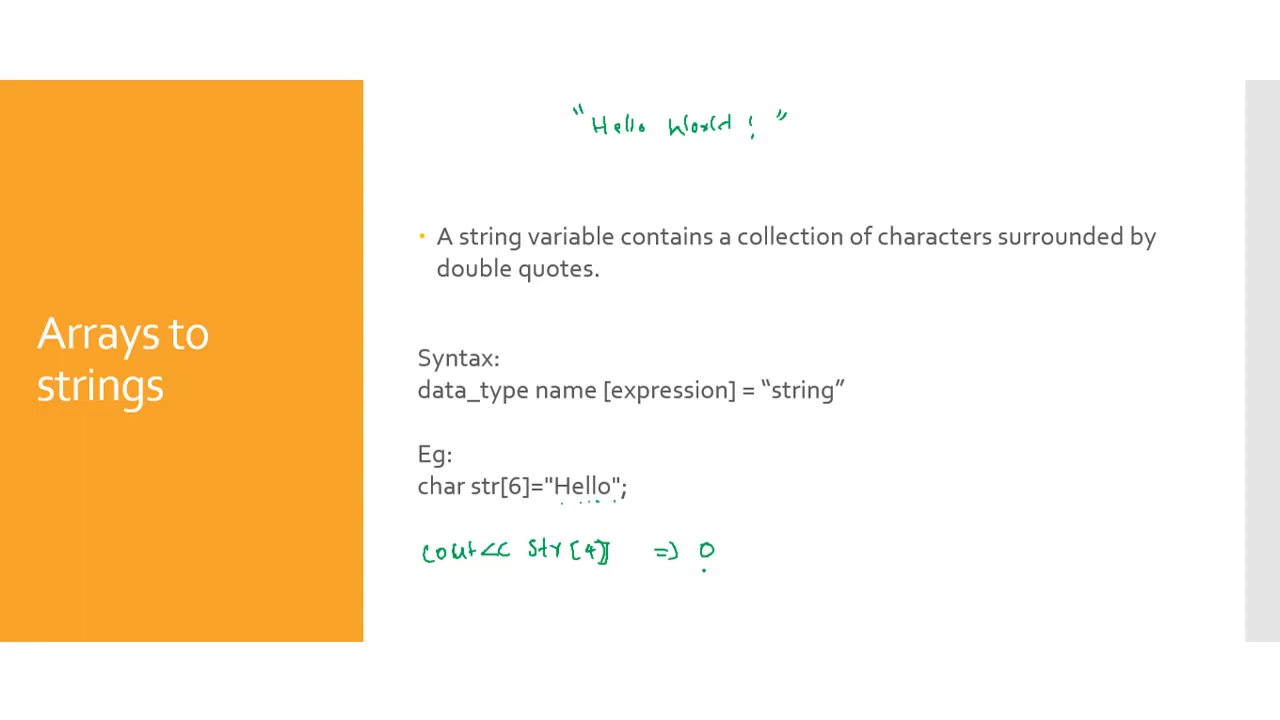 "Hello World! "
• A string variable contains a collection of characters surrounded by
double quotes.
Arrays to
strings
Syntax:
data_type name [expression] = “string”
Eg:
char str[6]="Hello";
cout<< str[4] => o